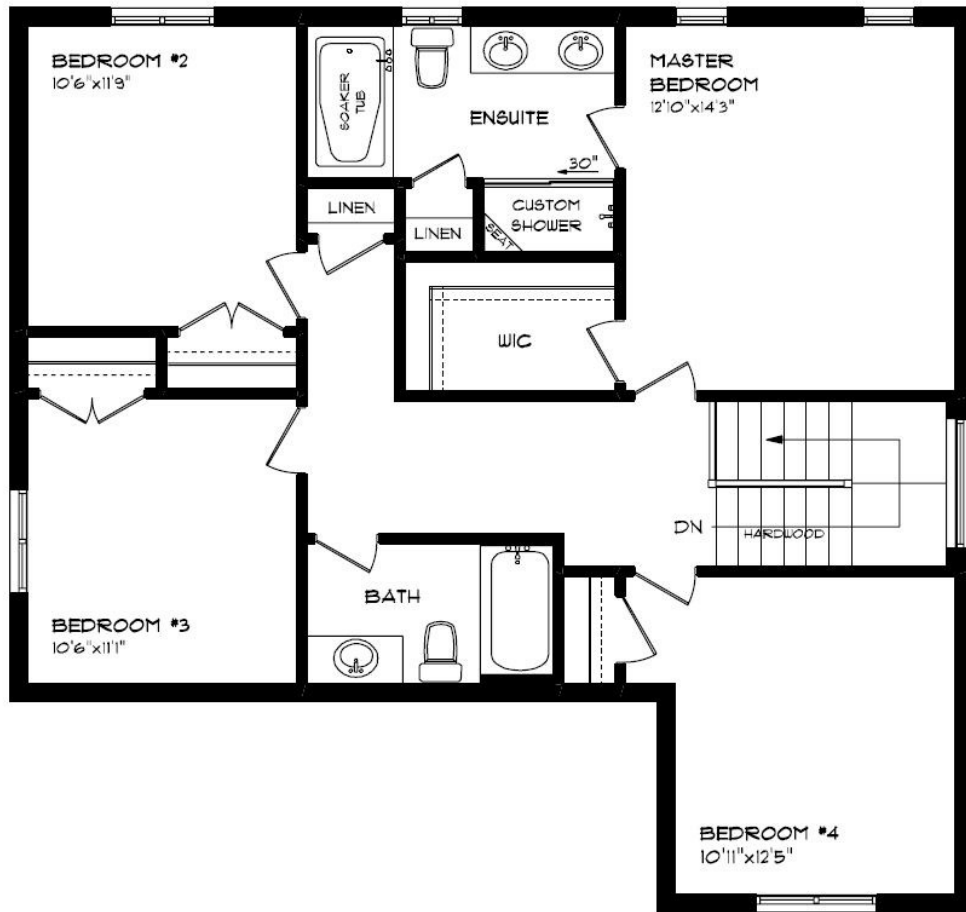 BEDROOM #2
10'6"x11'9"
SOAKER
TUB
ENSUITE
MASTER
BEDROOM
12'10"x14'3"
30"
LINEN
LINEN
CUSTOM
SHOWER
SEAT
WIC
DN
HARDWOOD
BATH
BEDROOM #3
10'6"x11'1"
BEDROOM #4
10'11"x12'5"